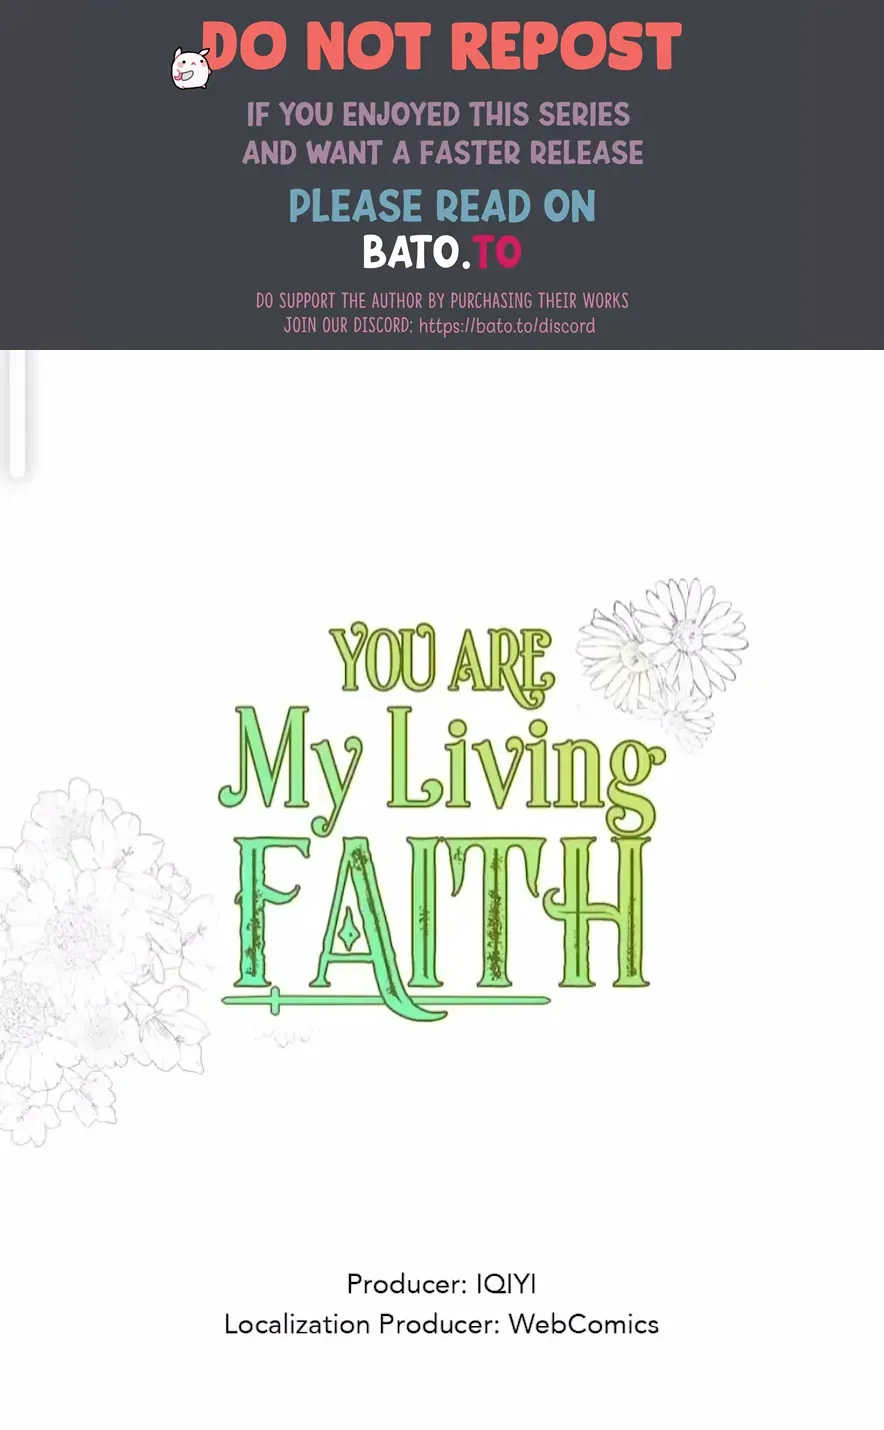 DO NOT REPOST
IF YOU ENJOYED THIS SERIES
AND WANT A FASTER RELEASE
PLEASE READ ON
BATO.TO
DO SUPPORT THE AUTHOR BY PURCHASING THEIR WORKS
JOIN OUR DISCORD: https://bato.to/discord
YOU ARE
My Living
FAITH
Producer: IQIYI
Localization Producer: WebComics